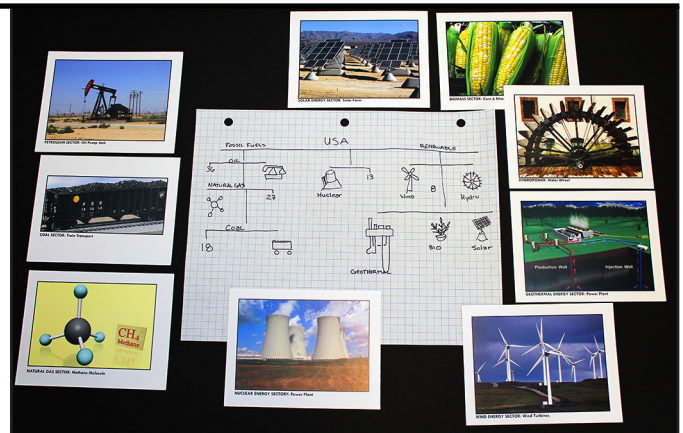 SOLAR ENERGY SECTOR: Solar Farm
BIOMASS SECTOR: Corn & Etha
PETROLEUM SECTOR: Oil Pump Jack
HYDROPOWER: Water Wheel
COAL SECTOR: Train Transport
Production Well
Injection Well
GEOTHERMAL ENERGY SECTOR: Power Plant
CH4
Methane
NATURAL GAS SECTOR: Methane Molecule
NUCLEAR ENERGY SECTORY: Power Plant
WIND ENERGY SECTOR: Wind Turbines
USA
FOSSIL FUELS
RENEWABLE
OIL
36
13
Nuclear
Wind
8
Hydro
NATURAL GAS
27
COAL
18
BIO
Solar
GEOTHERMAL